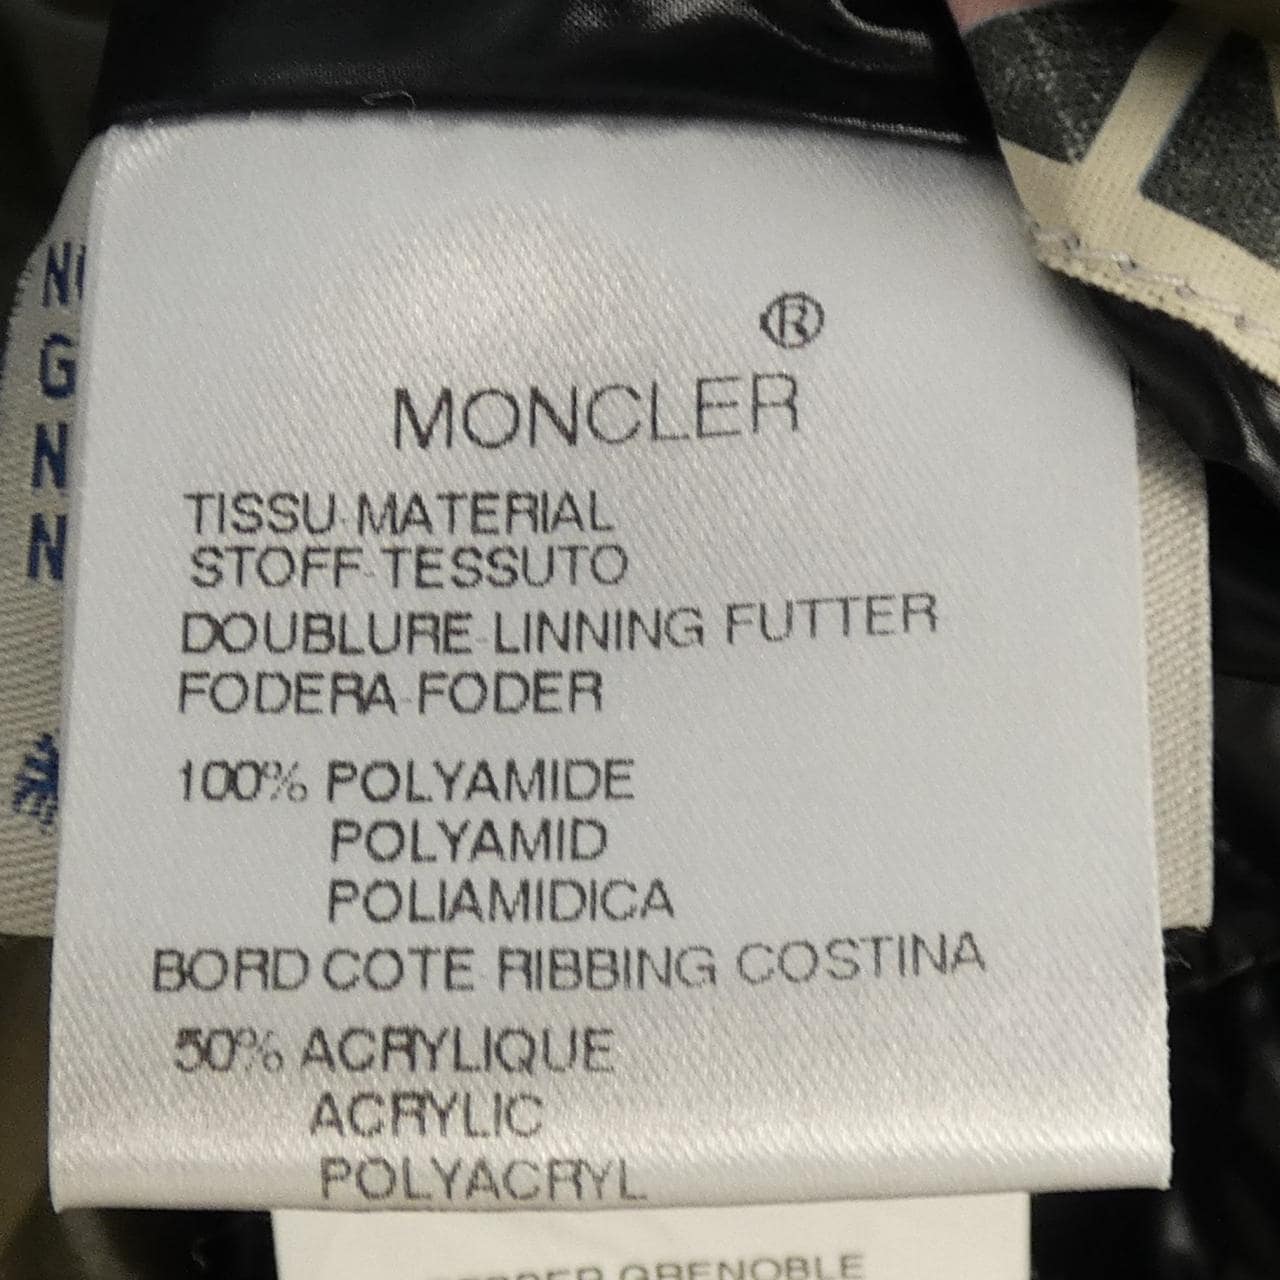 ®
MONCLER
TISSU-MATERIAL
STOFF-TESSUTO
DOUBLURE-LINNING FUTTER
FODERA-FODER
100% POLYAMIDE
POLYAMID
POLIAMIDICA
BORD COTE RIBBING COSTINA
50% ACRYLIQUE
ACRYLIC
POLYACRYL
GRENOBLE
N
G
N
N